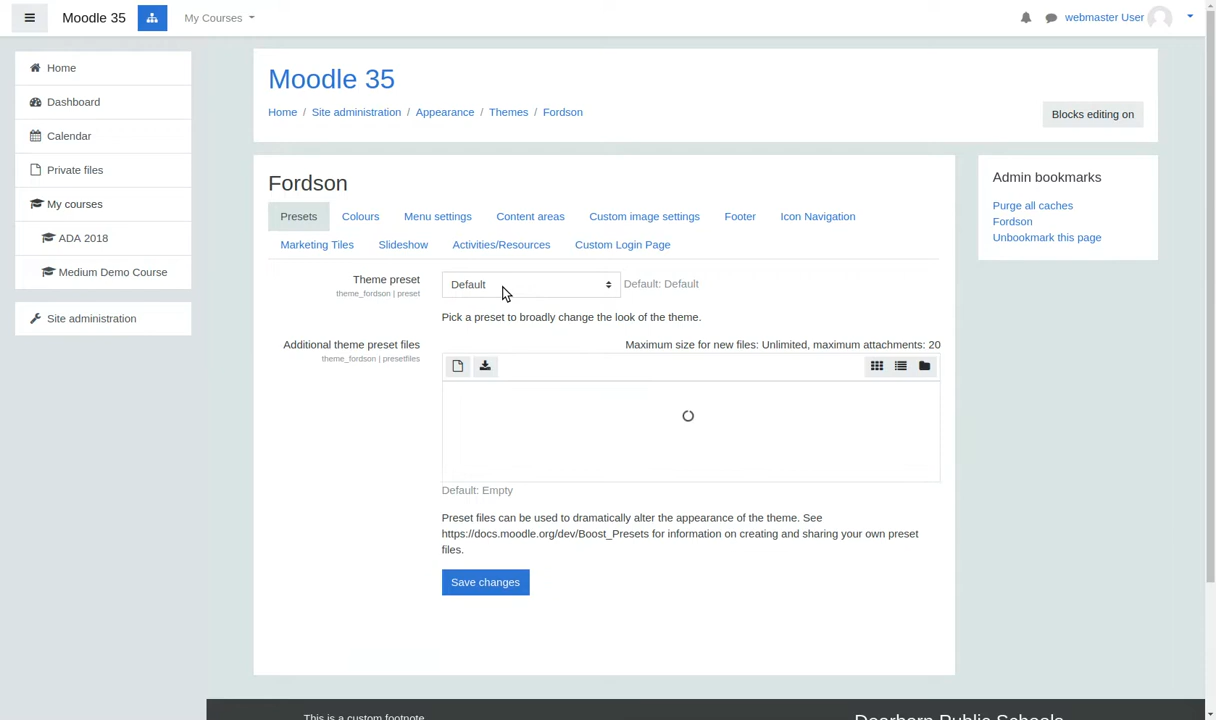 Moodle 35
My Courses
webmaster User
Home
Dashboard
Calendar
Private files
My courses
ADA 2018
Medium Demo Course
Site administration
Moodle 35
Home / Site administration / Appearance / Themes / Fordson
Blocks editing on
Fordson
Presets Colours Menu settings Content areas Custom image settings Footer Icon Navigation
Marketing Tiles Slideshow Activities/Resources Custom Login Page
Theme preset
theme_fordson | preset
Default
Default: Default
Pick a preset to broadly change the look of the theme.
Additional theme preset files
theme_fordson | presetfiles
Maximum size for new files: Unlimited, maximum attachments: 20
Default: Empty
Preset files can be used to dramatically alter the appearance of the theme. See
https://docs.moodle.org/dev/Boost_Presets for information on creating and sharing your own preset
files.
Save changes
Admin bookmarks
Purge all caches
Fordson
Unbookmark this page
This is a custom footnote
Dearborn Public Schools